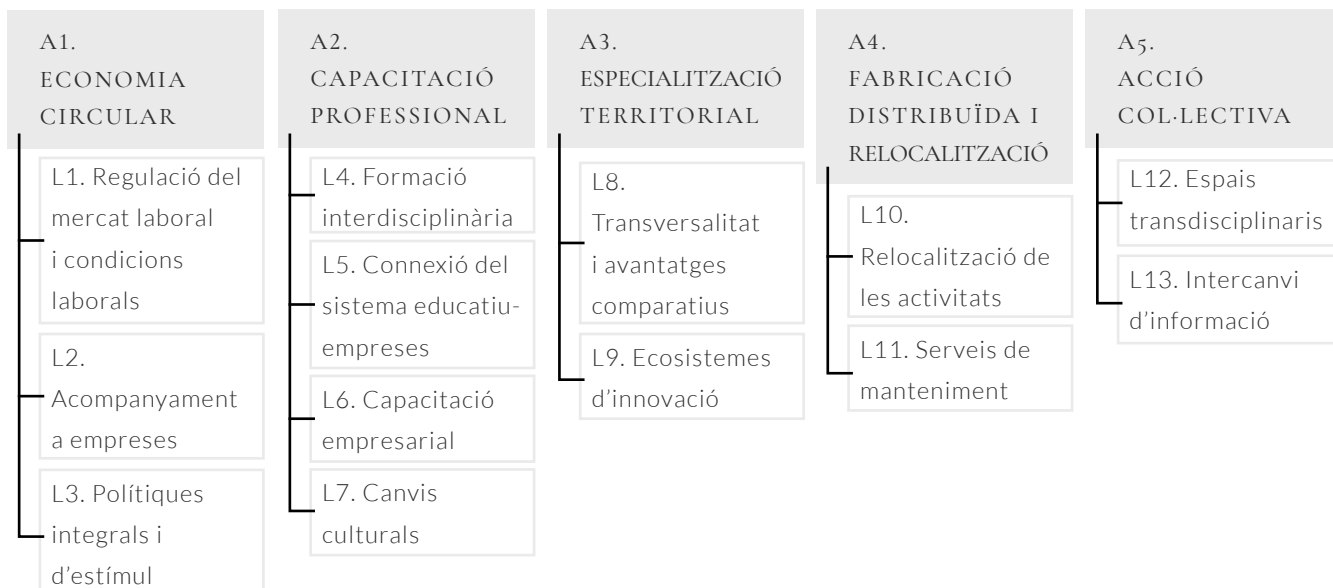 A1.
ECONOMIA
CIRCULAR
L1. Regulació del
mercat laboral
i condicions
laborals
L2.
Acompanyament
a empreses
L3. Polítiques
integrals i
d’estímul
A2.
CAPACITACIÓ
PROFESSIONAL
L4. Formació
interdisciplinària
L5. Connexió del
sistema educatiu-
empreses
L6. Capacitació
empresarial
L7. Canvis
culturals
A3.
ESPECIALITZACIÓ
TERRITORIAL
L8.
Transversalitat
i avantatges
comparatius
L9. Ecosistemes
d’innovació
A4.
FABRICACIÓ
DISTRIBUÏDA I
RELOCALITZACIÓ
L10.
Relocalització de
les activitats
L11. Serveis de
manteniment
A5.
ACCIÓ
COL·LECTIVA
L12. Espais
transdisciplinaris
L13. Intercanvi
d’informació